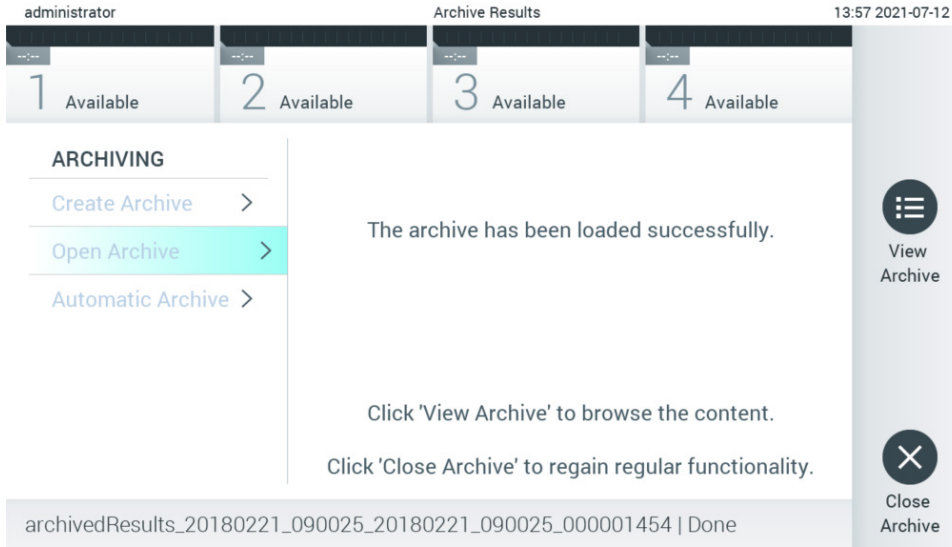 administrator Archive Results 13:57 2021-07-12
--:-- --:-- --:-- --:--
1 Available 2 Available 3 Available 4 Available
ARCHIVING
Create Archive
Open Archive
Automatic Archive
The archive has been loaded successfully.
Click 'View Archive' to browse the content.
Click 'Close Archive' to regain regular functionality.
View
Archive
Close
Archive
archivedResults_20180221_090025_20180221_090025_000001454 | Done